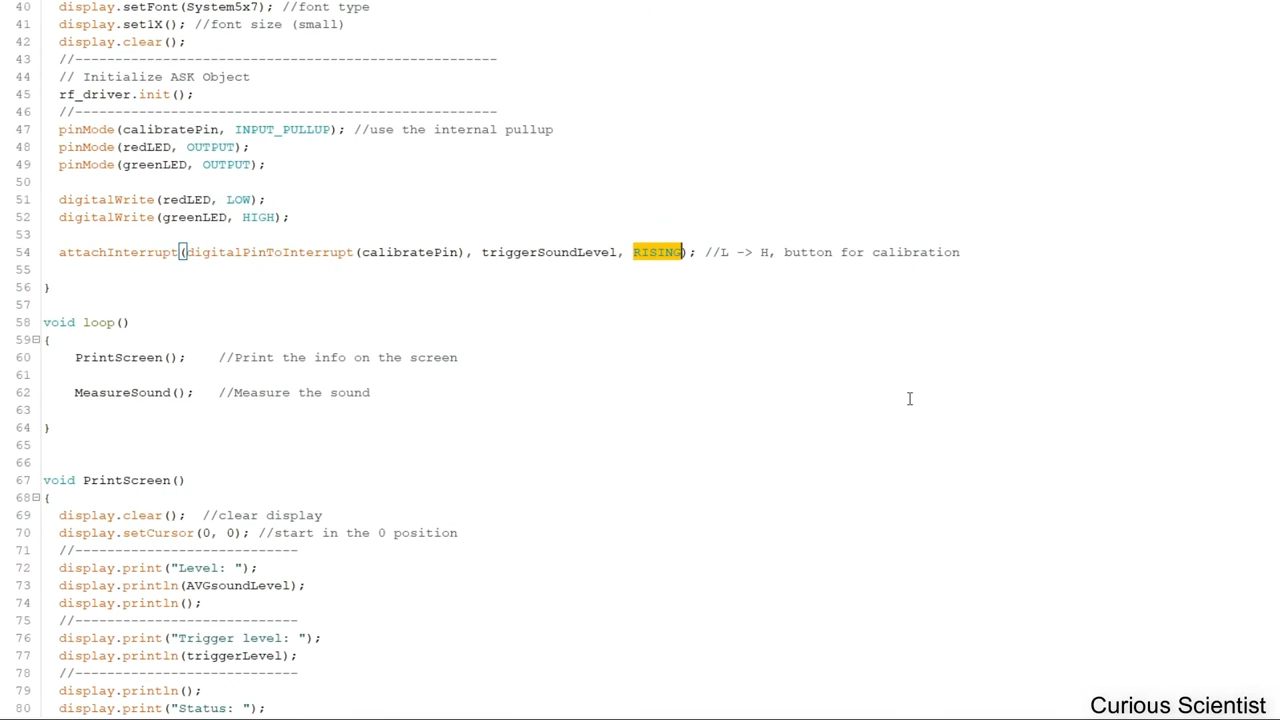 40 display.setFont(System5x7); //font type
41 display.set1X(); //font size (small)
42 display.clear();
43 //-----------------------------------------------------
44 // Initialize ASK Object
45 rf_driver.init();
46 //-----------------------------------------------------
47 pinMode(calibratePin, INPUT_PULLUP); //use the internal pullup
48 pinMode(redLED, OUTPUT);
49 pinMode(greenLED, OUTPUT);
50
51 digitalWrite(redLED, LOW);
52 digitalWrite(greenLED, HIGH);
53
54 attachInterrupt(digitalPinToInterrupt(calibratePin), triggerSoundLevel, RISING); //L -> H, button for calibration
55
56 }
57
58 void loop()
59 {
60 PrintScreen(); //Print the info on the screen
61
62 MeasureSound(); //Measure the sound
63
64 }
65
66
67 void PrintScreen()
68 {
69 display.clear(); //clear display
70 display.setCursor(0, 0); //start in the 0 position
71 //----------------------------
72 display.print("Level: ");
73 display.println(AVGsoundLevel);
74 display.println();
75 //----------------------------
76 display.print("Trigger level: ");
77 display.println(triggerLevel);
78 //----------------------------
79 display.println();
80 display.print("Status: ");
Curious Scientist